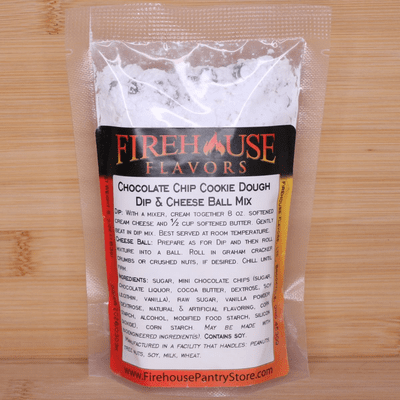 FIREHOUSE
FLAVORS
CHOCOLATE CHIP COOKIE DOUGH
DIP & CHEESE BALL MIX
DIP: WITH A MIXER, CREAM TOGETHER 8 OZ. SOFTENED
CREAM CHEESE AND 1/2 CUP SOFTENED BUTTER. GENTLY
BEAT IN DIP MIX. BEST SERVED AT ROOM TEMPERATURE.
CHEESE BALL: PREPARE AS FOR DIP AND THEN ROLL
MIXTURE INTO A BALL. ROLL IN GRAHAM CRACKER
CRUMBS OR CRUSHED NUTS, IF DESIRED. CHILL UNTIL
FIRM.
INGREDIENTS: SUGAR, MINI CHOCOLATE CHIPS (SUGAR,
CHOCOLATE LIQUOR, COCOA BUTTER, DEXTROSE, SOY
LECITHIN, VANILLA), RAW SUGAR, VANILLA POWDER
(DEXTROSE, NATURAL & ARTIFICIAL FLAVORING, CORN
STARCH, ALCOHOL, MODIFIED FOOD STARCH, SILICON
DIOXIDE), CORN STARCH (MAY BE MADE WITH
BIOENGINEERED INGREDIENTS). CONTAINS SOY.
MANUFACTURED IN A FACILITY THAT HANDLES: PEANUTS,
TREE NUTS, SOY, MILK, WHEAT.
www.FirehousePantryStore.com